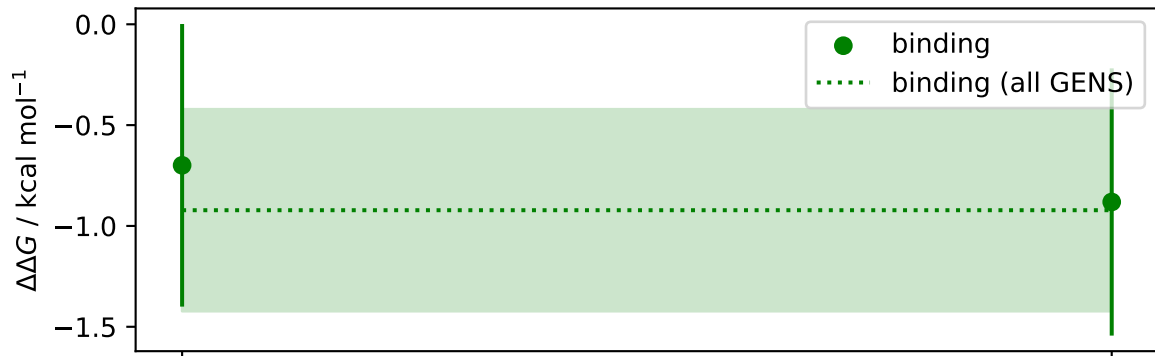 0.0
−0.5
−1.0
−1.5
ΔΔG / kcal mol⁻¹
binding
binding (all GENS)